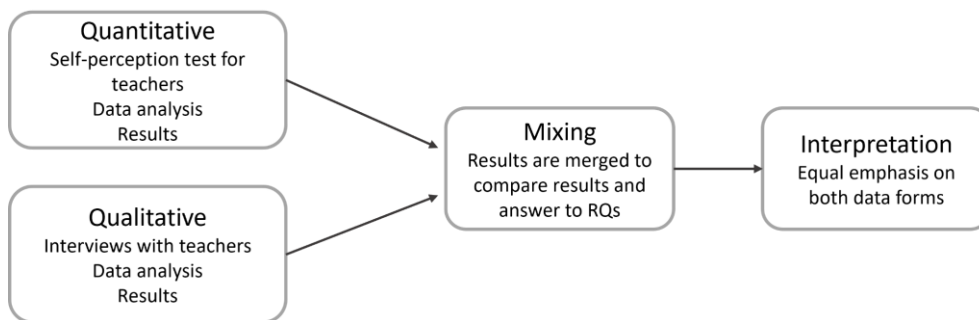 Quantitative
Self-perception test for
teachers
Data analysis
Results
Qualitative
Interviews with teachers
Data analysis
Results
Mixing
Results are merged to
compare results and
answer to RQs
Interpretation
Equal emphasis on
both data forms